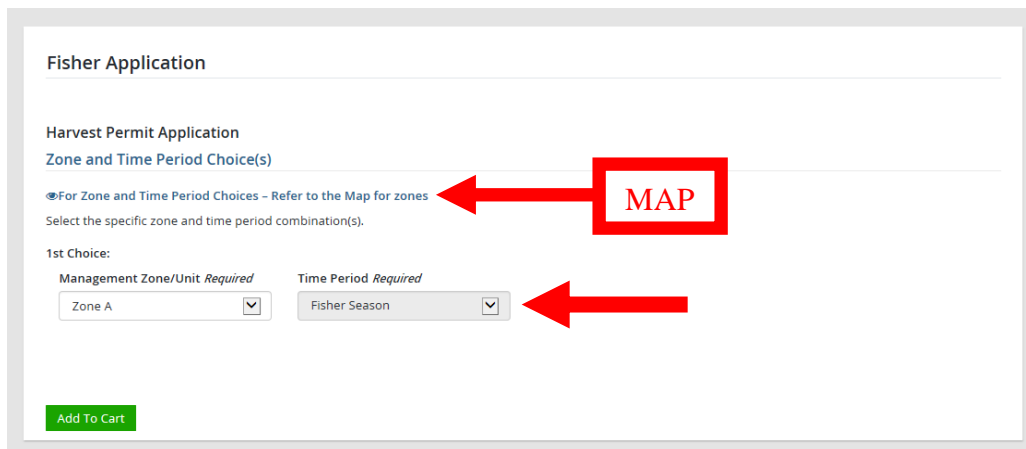 Fisher Application
Harvest Permit Application
Zone and Time Period Choice(s)
For Zone and Time Period Choices – Refer to the Map for zones
MAP
Select the specific zone and time period combination(s).
1st Choice:
Management Zone/Unit Required Time Period Required
Zone A Fisher Season
Add To Cart